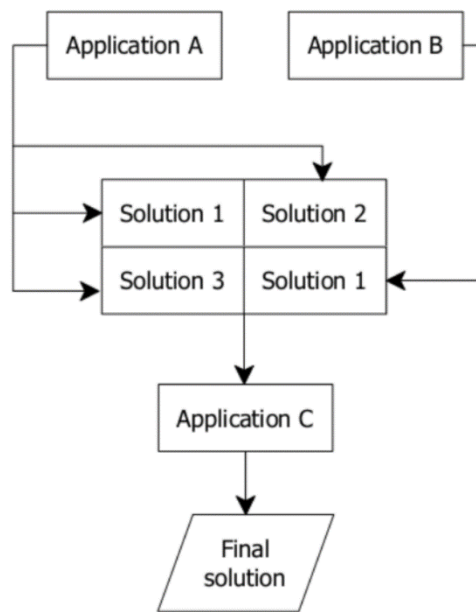 Application A
Application B
Solution 1
Solution 2
Solution 3
Solution 1
Application C
Final
solution